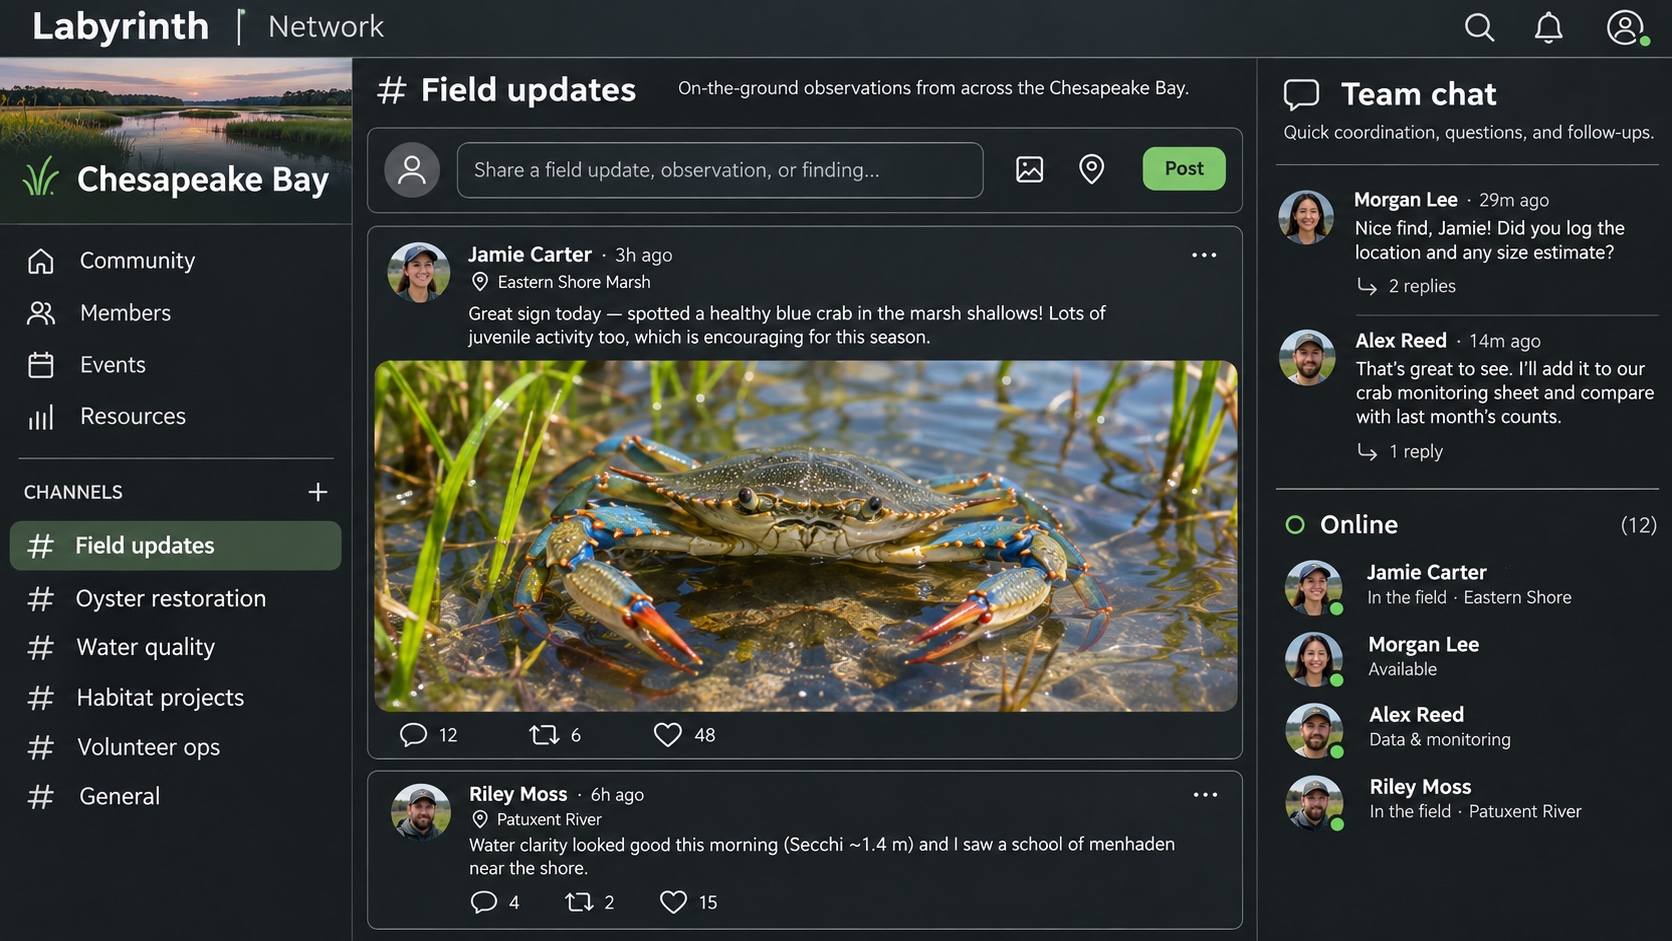 Labyrinth | Network
Chesapeake Bay
Community
Members
Events
Resources
CHANNELS +
# Field updates
# Oyster restoration
# Water quality
# Habitat projects
# Volunteer ops
# General
# Field updates
On-the-ground observations from across the Chesapeake Bay.
Share a field update, observation, or finding...
Post
Jamie Carter · 3h ago
Eastern Shore Marsh
Great sign today — spotted a healthy blue crab in the marsh shallows! Lots of
juvenile activity too, which is encouraging for this season.
12 6 48
Riley Moss · 6h ago
Patuxent River
Water clarity looked good this morning (Secchi ~1.4 m) and I saw a school of menhaden
near the shore.
4 2 15
Team chat
Quick coordination, questions, and follow-ups.
Morgan Lee · 29m ago
Nice find, Jamie! Did you log the
location and any size estimate?
2 replies
Alex Reed · 14m ago
That’s great to see. I’ll add it to our
crab monitoring sheet and compare
with last month’s counts.
1 reply
Online (12)
Jamie Carter
In the field · Eastern Shore
Morgan Lee
Available
Alex Reed
Data & monitoring
Riley Moss
In the field · Patuxent River